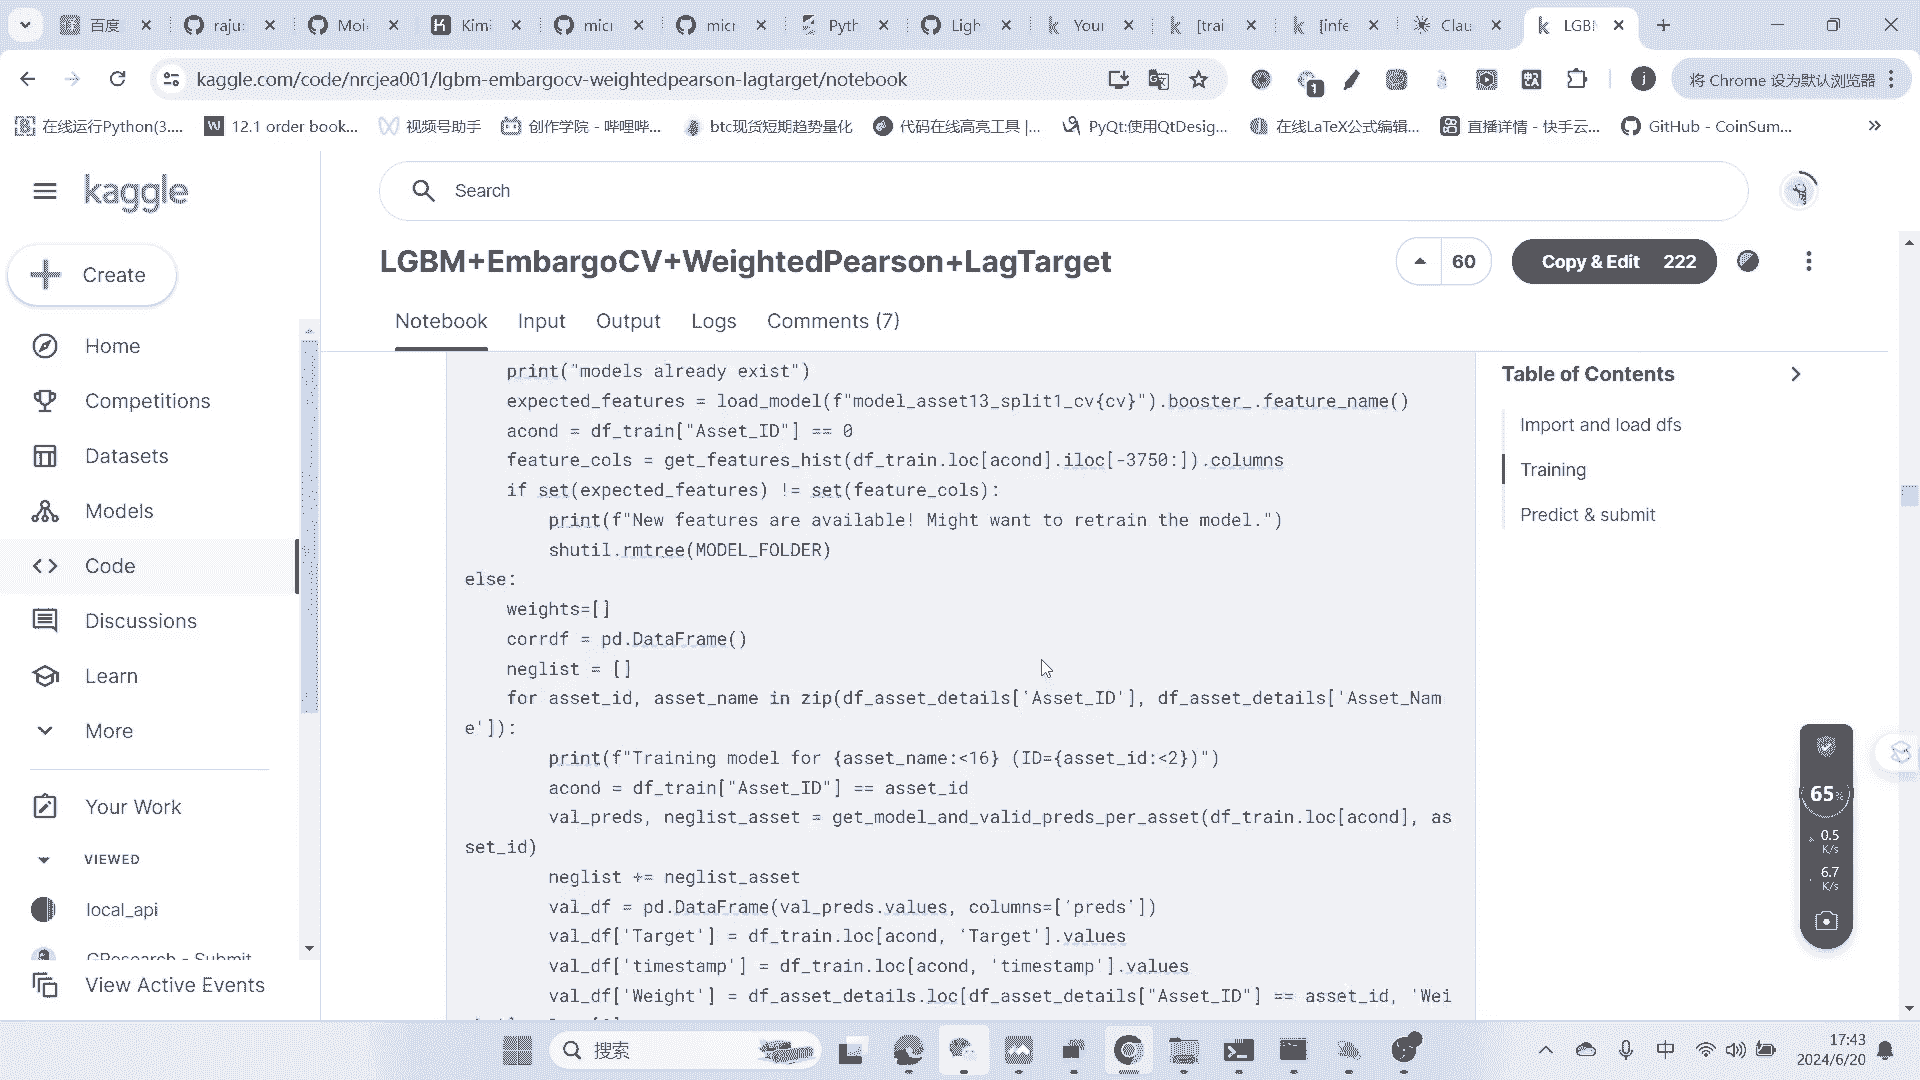 百度
raju:
Moi
Kim
micr
micr
Pyth
Ligh
Your
[trai
[infe
Clau
LGB!
kaggle.com/code/nrcjea001/lgbm-embargocv-weightedpearson-lagtarget/notebook
1
j
将 Chrome 设为默认浏览器
在线运行Python(3....
W 12.1 order book...
视频号助手
创作学院 - 哔哩哔...
btc现货短期趋势量化
代码在线高亮工具 |...
PyQt:使用QtDesig...
在线LaTeX公式编辑...
直播详情 - 快手云...
GitHub - CoinSum...
kaggle
Search
Create
LGBM+EmbargoCV+WeightedPearson+LagTarget
60
Copy & Edit 222
Notebook
Input
Output
Logs
Comments (7)
Home
Competitions
Datasets
Models
Code
Discussions
Learn
More
Your Work
VIEWED
local_api
GResearch - Submit
View Active Events
print("models already exist")
expected_features = load_model(f"model_asset13_split1_cv{cv}").booster_.feature_name()
acond = df_train["Asset_ID"] == 0
feature_cols = get_features_hist(df_train.loc[acond].iloc[-3750:]).columns
if set(expected_features) != set(feature_cols):
print(f"New features are available! Might want to retrain the model.")
shutil.rmtree(MODEL_FOLDER)
else:
weights=[]
corrdf = pd.DataFrame()
neglist = []
for asset_id, asset_name in zip(df_asset_details['Asset_ID'], df_asset_details['Asset_Nam
e']):
print(f"Training model for {asset_name:<16} (ID={asset_id:<2})")
acond = df_train["Asset_ID"] == asset_id
val_preds, neglist_asset = get_model_and_valid_preds_per_asset(df_train.loc[acond], as
set_id)
neglist += neglist_asset
val_df = pd.DataFrame(val_preds.values, columns=['preds'])
val_df['Target'] = df_train.loc[acond, 'Target'].values
val_df['timestamp'] = df_train.loc[acond, 'timestamp'].values
val_df['Weight'] = df_asset_details.loc[df_asset_details["Asset_ID"] == asset_id, 'Wei
Table of Contents
Import and load dfs
Training
Predict & submit
65%
0.5
K/s
6.7
K/s
搜索
中
17:43
2024/6/20